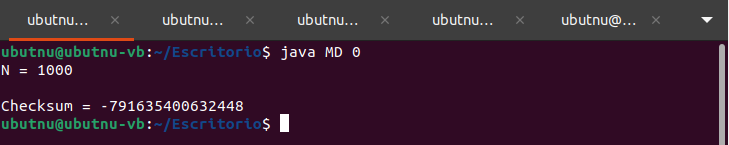 ubutnu... × ubutnu... × ubutnu... × ubutnu... × ubutnu@... ×
ubutnu@ubutnu-vb:~/Escritorio$ java MD 0
N = 1000
Checksum = -791635400632448
ubutnu@ubutnu-vb:~/Escritorio$